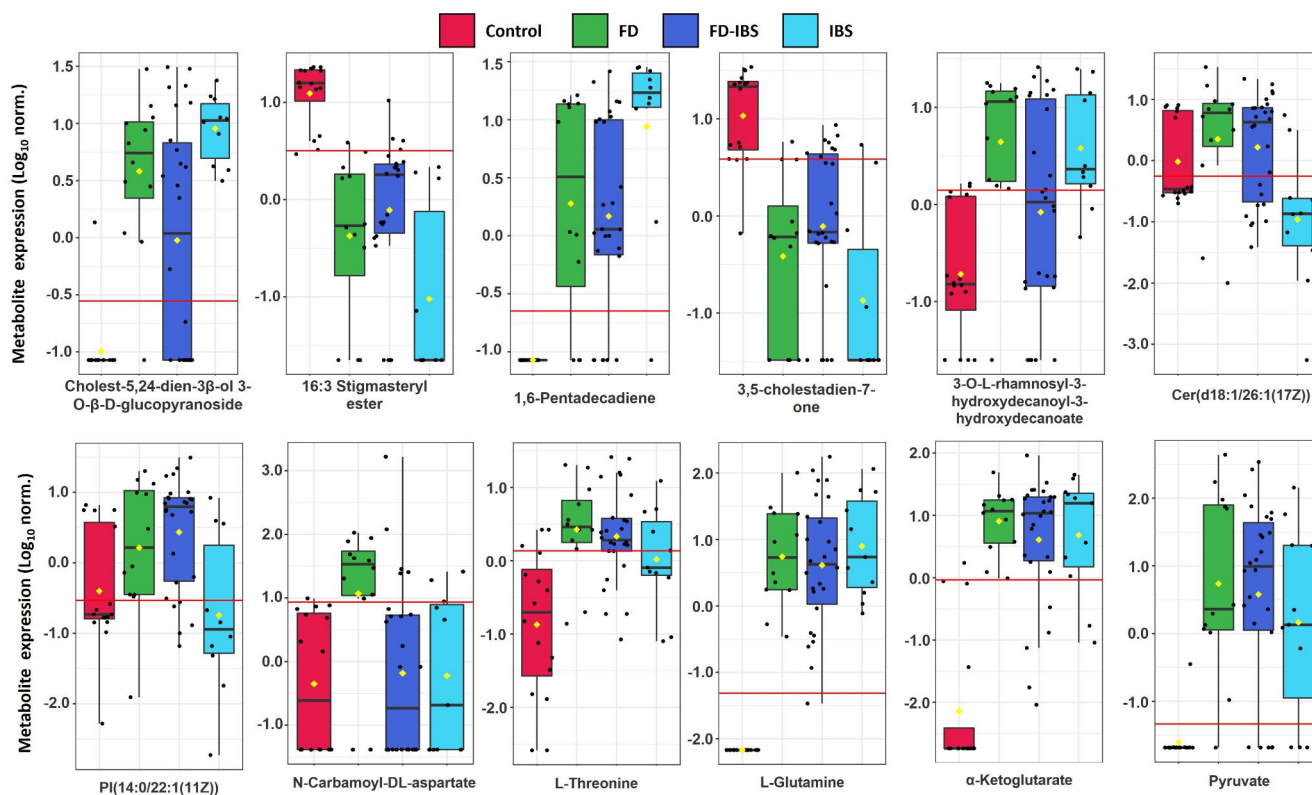 Control FD FD-IBS IBS
Metabolite expression (Log10 norm.)
1.5
1.0
0.5
0.0
-0.5
-1.0
Cholest-5,24-dien-3β-ol 3-
O-β-D-glucopyranoside
1.0
0.0
-1.0
16:3 Stigmasteryl
ester
1.5
1.0
0.5
0.0
-0.5
-1.0
1,6-Pentadecadiene
1.0
0.0
-1.0
3,5-cholestadien-7-
one
1.0
0.0
-1.0
3-O-L-rhamnosyl-3-
hydroxydecanoyl-3-
hydroxydecanoate
1.0
0.0
-1.0
-2.0
-3.0
Cer(d18:1/26:1(17Z))
Metabolite expression (Log10 norm.)
1.0
0.0
-1.0
-2.0
PI(14:0/22:1(11Z))
3.0
2.0
1.0
0.0
-1.0
N-Carbamoyl-DL-aspartate
1.0
0.0
-1.0
-2.0
L-Threonine
2.0
1.0
0.0
-1.0
-2.0
L-Glutamine
2.0
1.0
0.0
-1.0
-2.0
α-Ketoglutarate
2.0
1.0
0.0
-1.0
Pyruvate